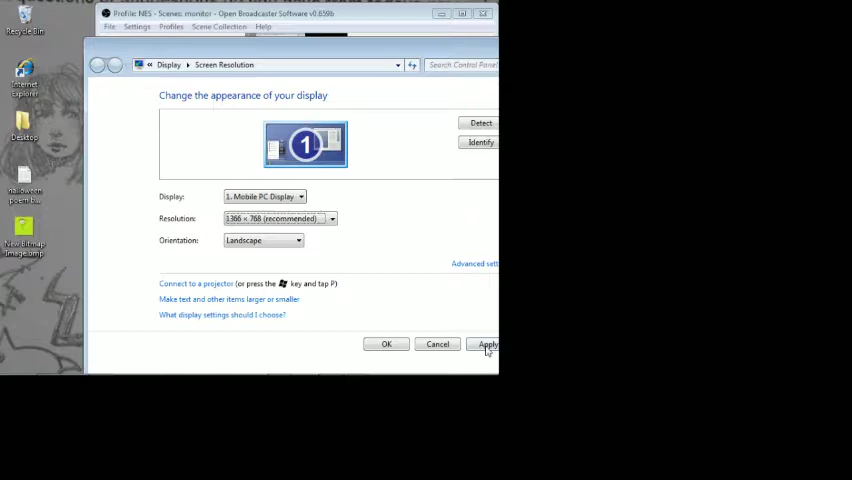 Profile: NES - Scenes: monitor - Open Broadcaster Software v0.659b
File Settings Profiles Scene Collection Help
Recycle Bin
« Display ▸ Screen Resolution
Search Control Panel
Internet
Explorer
Change the appearance of your display
1
Detect
Identify
Desktop
Display: 1. Mobile PC Display
halloween
poem b...
Resolution: 1366 × 768 (recommended)
Orientation: Landscape
New Bitmap
Image.bmp
Advanced sett
Connect to a projector (or press the key and tap P)
Make text and other items larger or smaller
What display settings should I choose?
OK Cancel Apply